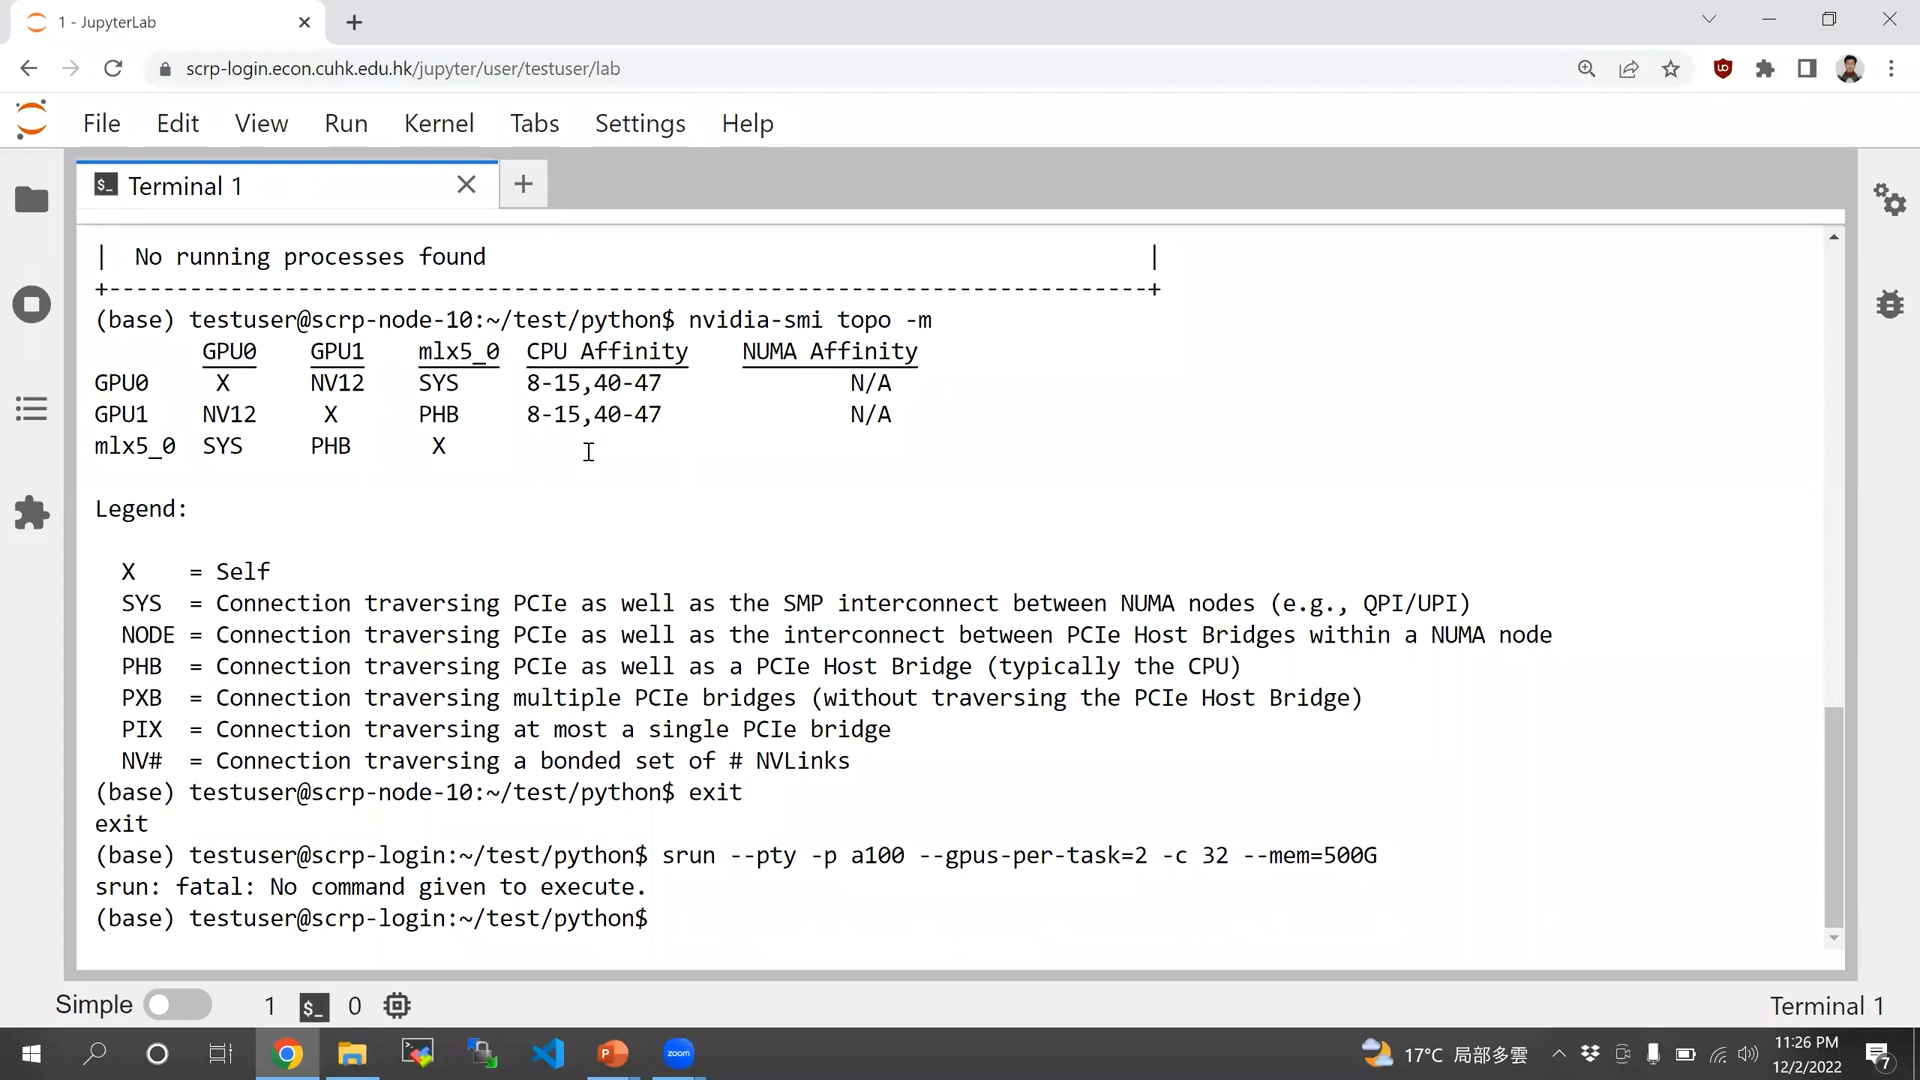 1 - JupyterLab
scrp-login.econ.cuhk.edu.hk/jupyter/user/testuser/lab
File Edit View Run Kernel Tabs Settings Help
Terminal 1
| No running processes found |
+-----------------------------------------------------------------------------+
(base) testuser@scrp-node-10:~/test/python$ nvidia-smi topo -m
GPU0 GPU1 mlx5_0 CPU Affinity NUMA Affinity
GPU0 X NV12 SYS 8-15,40-47 N/A
GPU1 NV12 X PHB 8-15,40-47 N/A
mlx5_0 SYS PHB X
Legend:
X = Self
SYS = Connection traversing PCIe as well as the SMP interconnect between NUMA nodes (e.g., QPI/UPI)
NODE = Connection traversing PCIe as well as the interconnect between PCIe Host Bridges within a NUMA node
PHB = Connection traversing PCIe as well as a PCIe Host Bridge (typically the CPU)
PXB = Connection traversing multiple PCIe bridges (without traversing the PCIe Host Bridge)
PIX = Connection traversing at most a single PCIe bridge
NV# = Connection traversing a bonded set of # NVLinks
(base) testuser@scrp-node-10:~/test/python$ exit
exit
(base) testuser@scrp-login:~/test/python$ srun --pty -p a100 --gpus-per-task=2 -c 32 --mem=500G
srun: fatal: No command given to execute.
(base) testuser@scrp-login:~/test/python$
Simple 1 $_ 0 Terminal 1
zoom 17°C 局部多雲 11:26 PM
12/2/2022 7